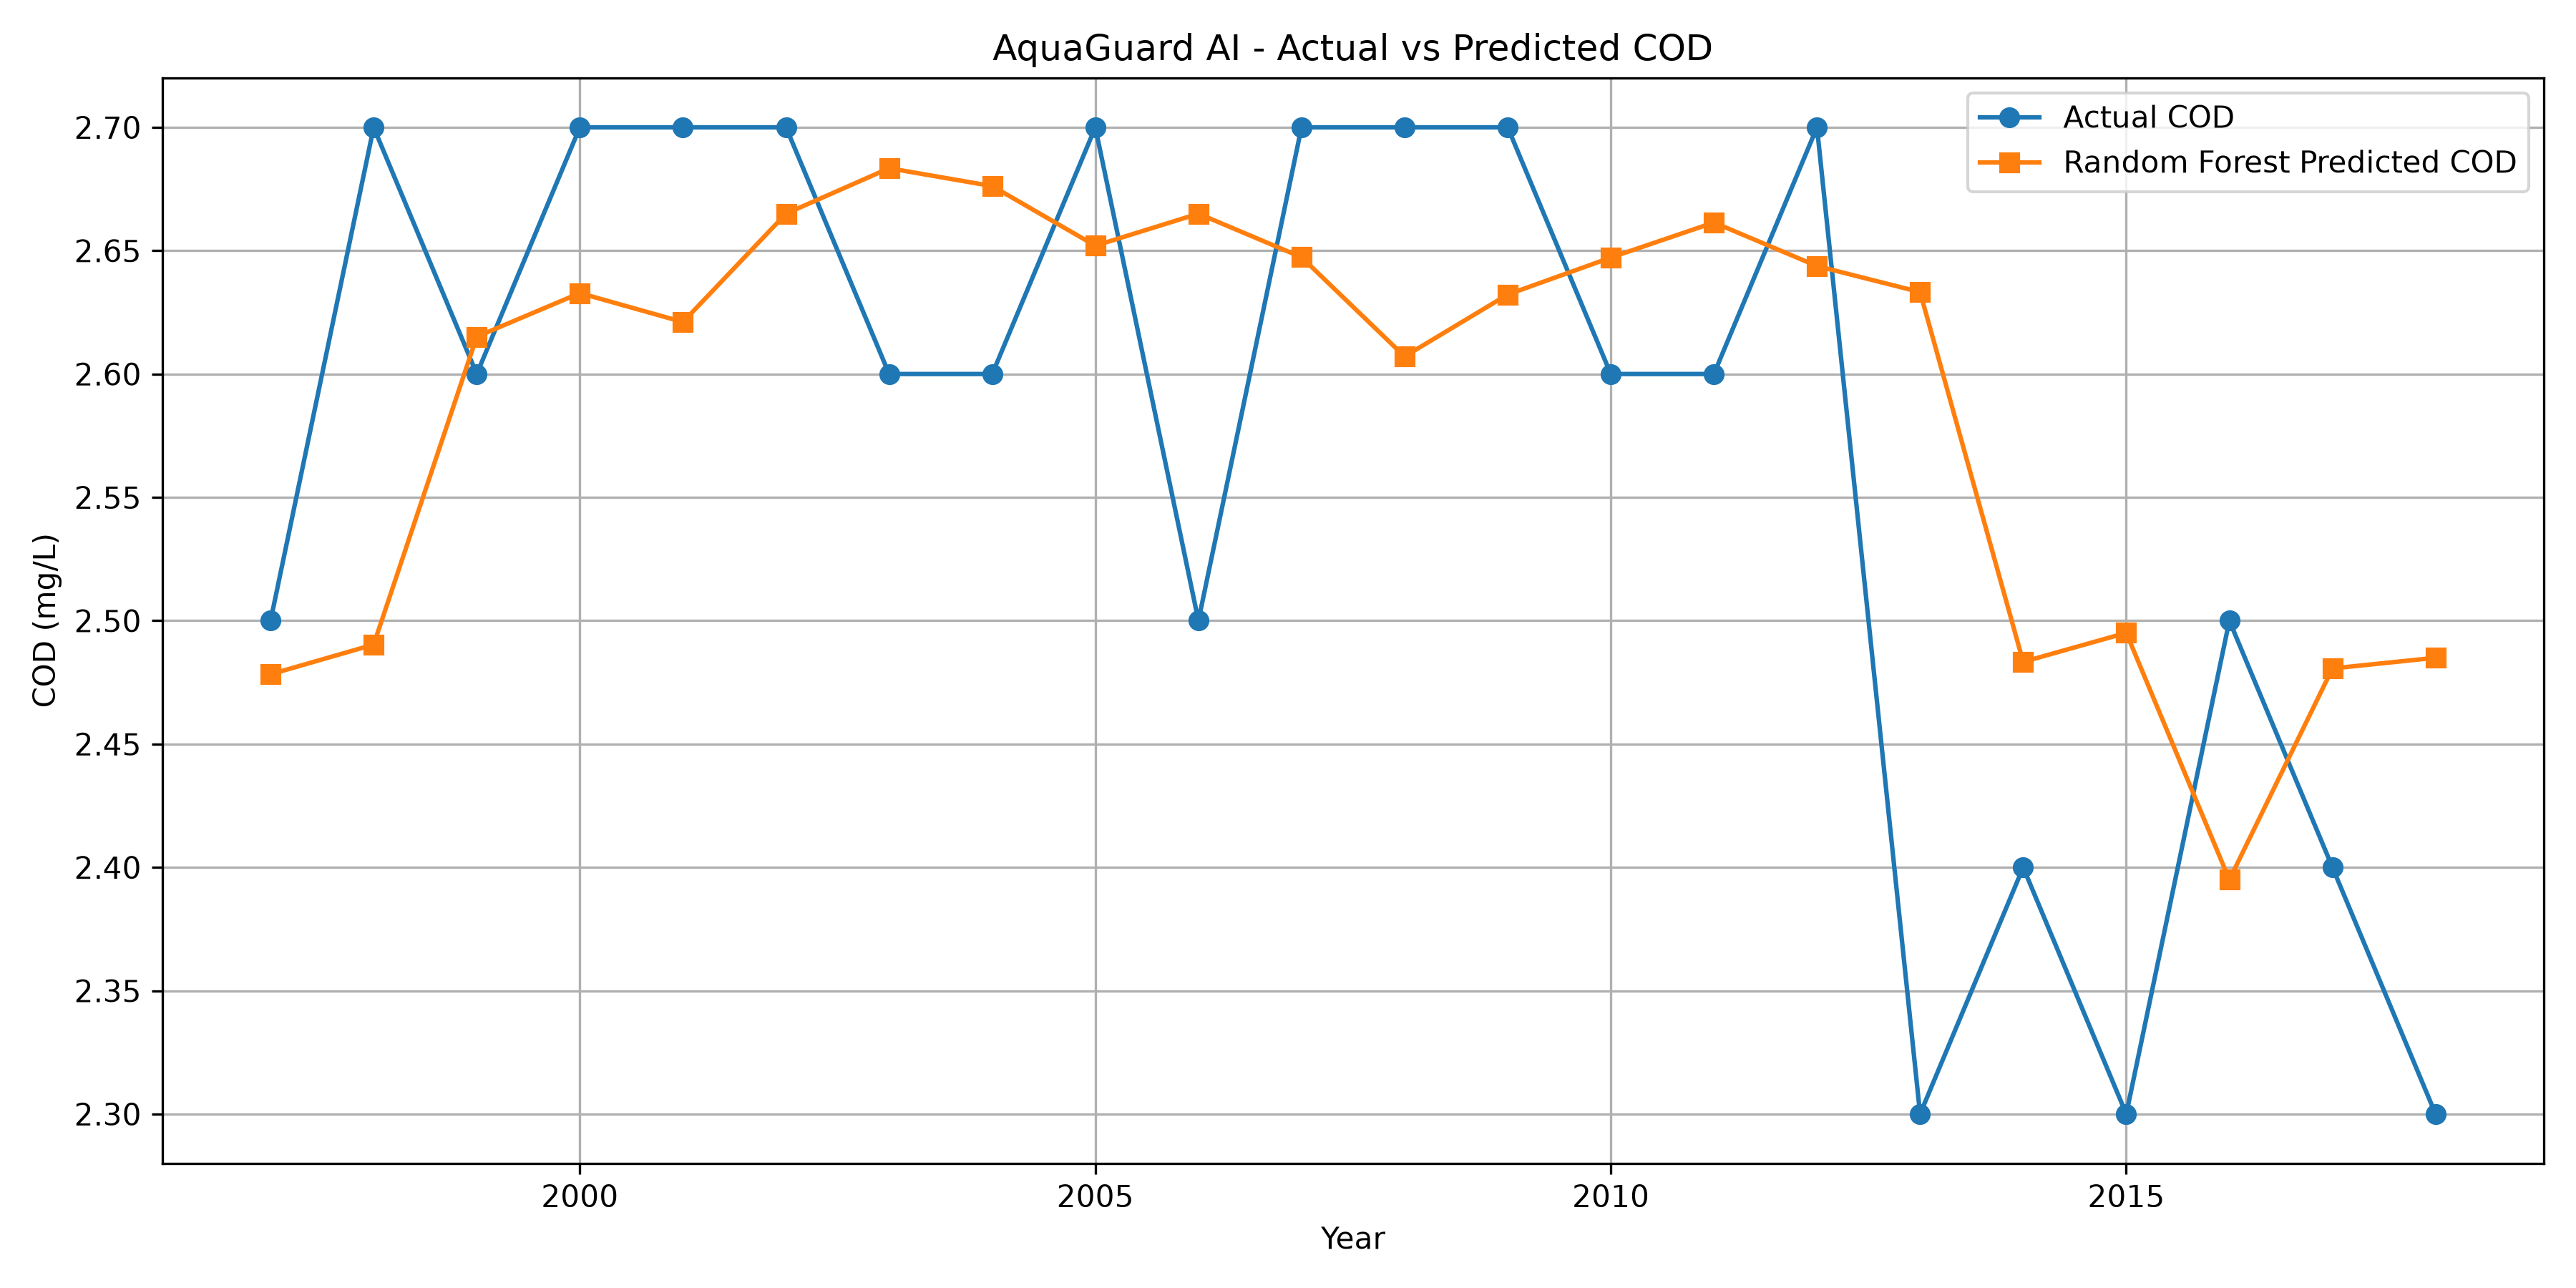 AquaGuard AI - Actual vs Predicted COD
Actual COD
Random Forest Predicted COD
COD (mg/L)
2.70
2.65
2.60
2.55
2.50
2.45
2.40
2.35
2.30
2000
2005
2010
2015
Year